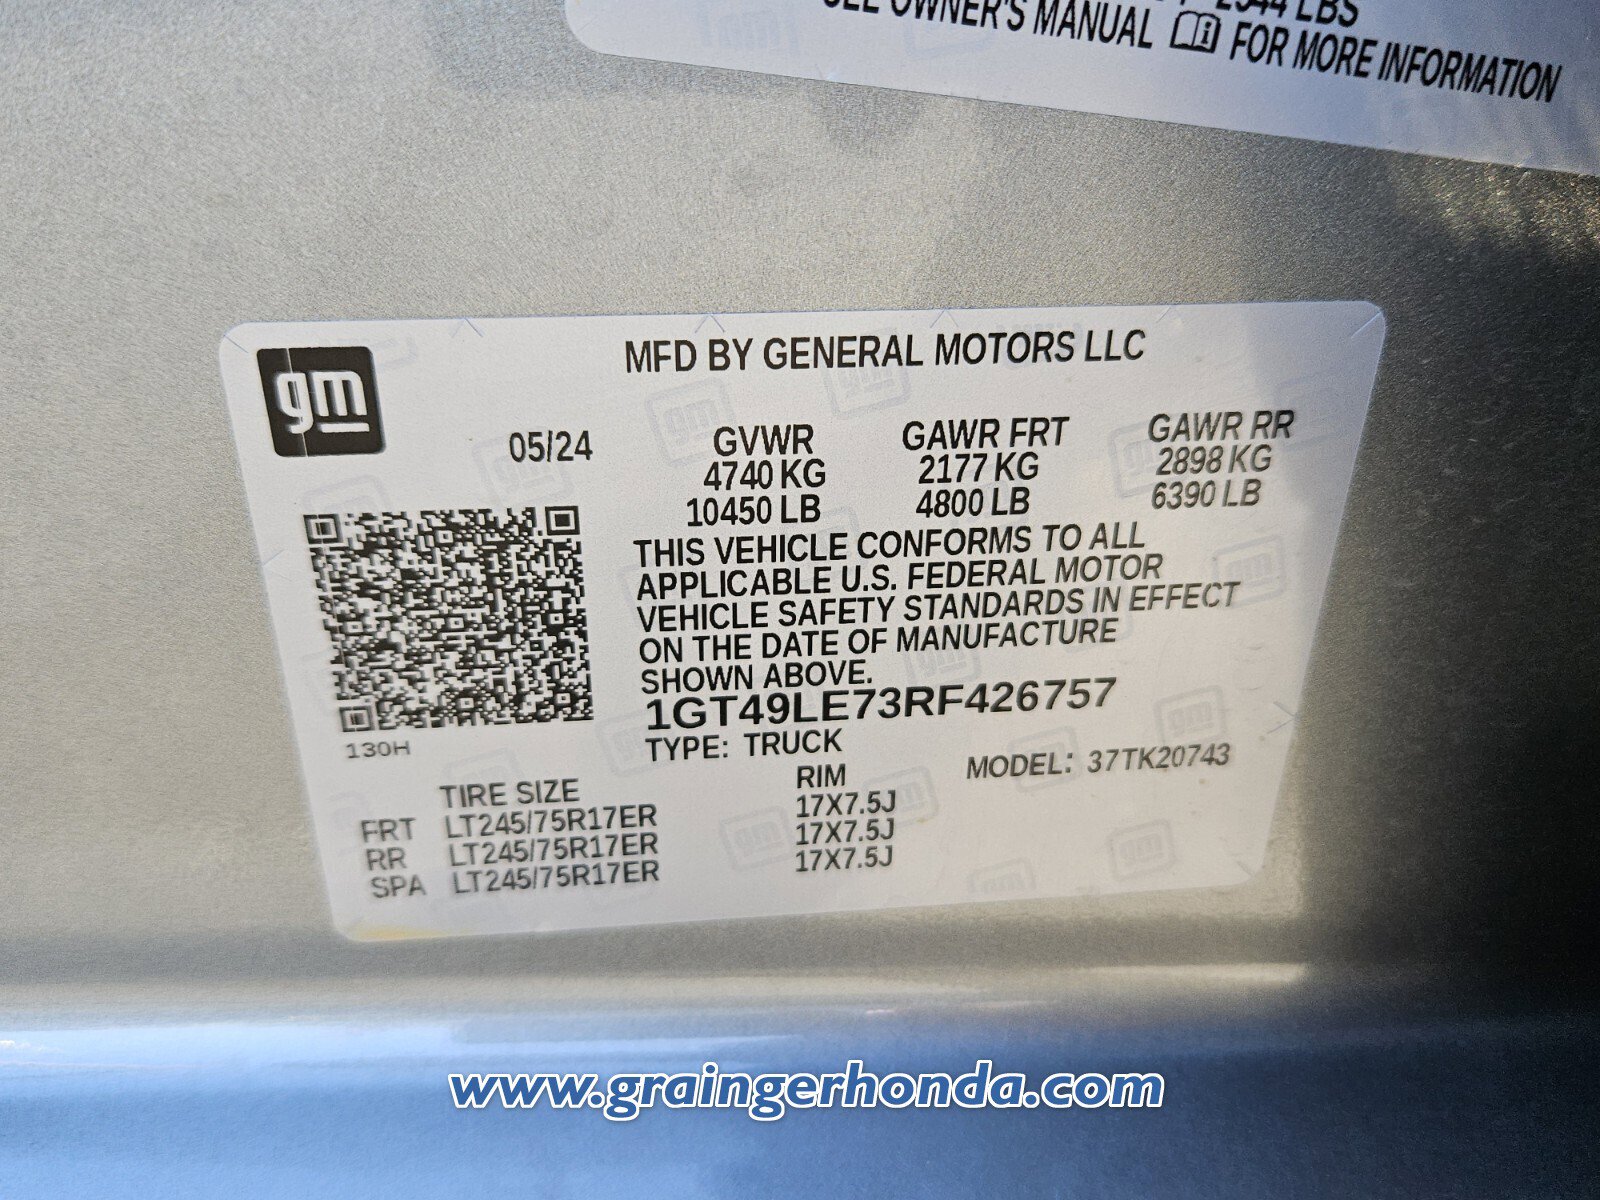 2944 LBS
OWNER'S MANUAL FOR MORE INFORMATION
gm
MFD BY GENERAL MOTORS LLC
05/24 GVWR GAWR FRT GAWR RR
4740 KG 2177 KG 2898 KG
10450 LB 4800 LB 6390 LB
THIS VEHICLE CONFORMS TO ALL
APPLICABLE U.S. FEDERAL MOTOR
VEHICLE SAFETY STANDARDS IN EFFECT
ON THE DATE OF MANUFACTURE
SHOWN ABOVE.
1GT49LE73RF426757
130H
TYPE: TRUCK MODEL: 37TK20743
TIRE SIZE RIM
FRT LT245/75R17ER 17X7.5J
RR LT245/75R17ER 17X7.5J
SPA LT245/75R17ER 17X7.5J
www.graingerhonda.com